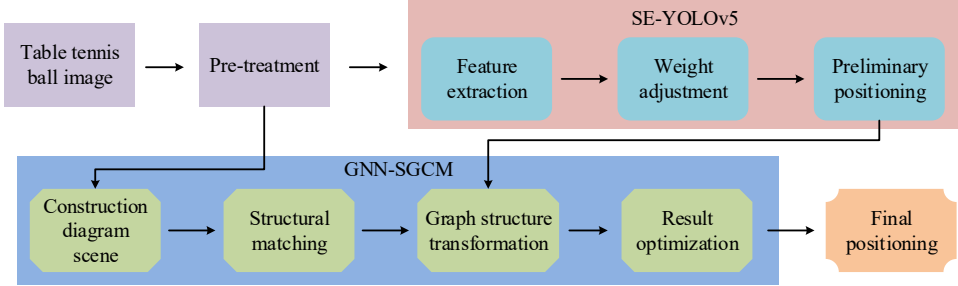 SE-YOLOv5
Table tennis
ball image
Pre-treatment
Feature
extraction
Weight
adjustment
Preliminary
positioning
GNN-SGCM
Construction
diagram
scene
Structural
matching
Graph structure
transformation
Result
optimization
Final
positioning